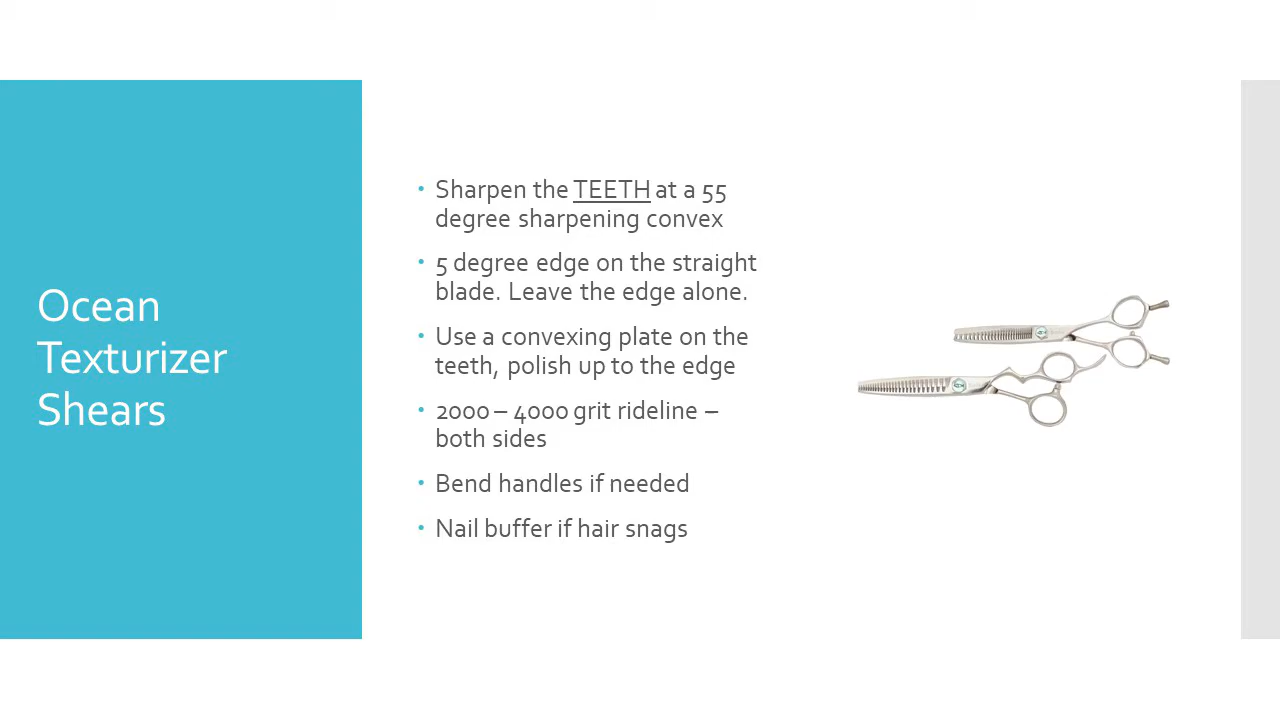 Ocean
Texturizer
Shears
• Sharpen the TEETH at a 55
degree sharpening convex
• 5 degree edge on the straight
blade. Leave the edge alone.
• Use a convexing plate on the
teeth, polish up to the edge
• 2000 – 4000 grit rideline –
both sides
• Bend handles if needed
• Nail buffer if hair snags